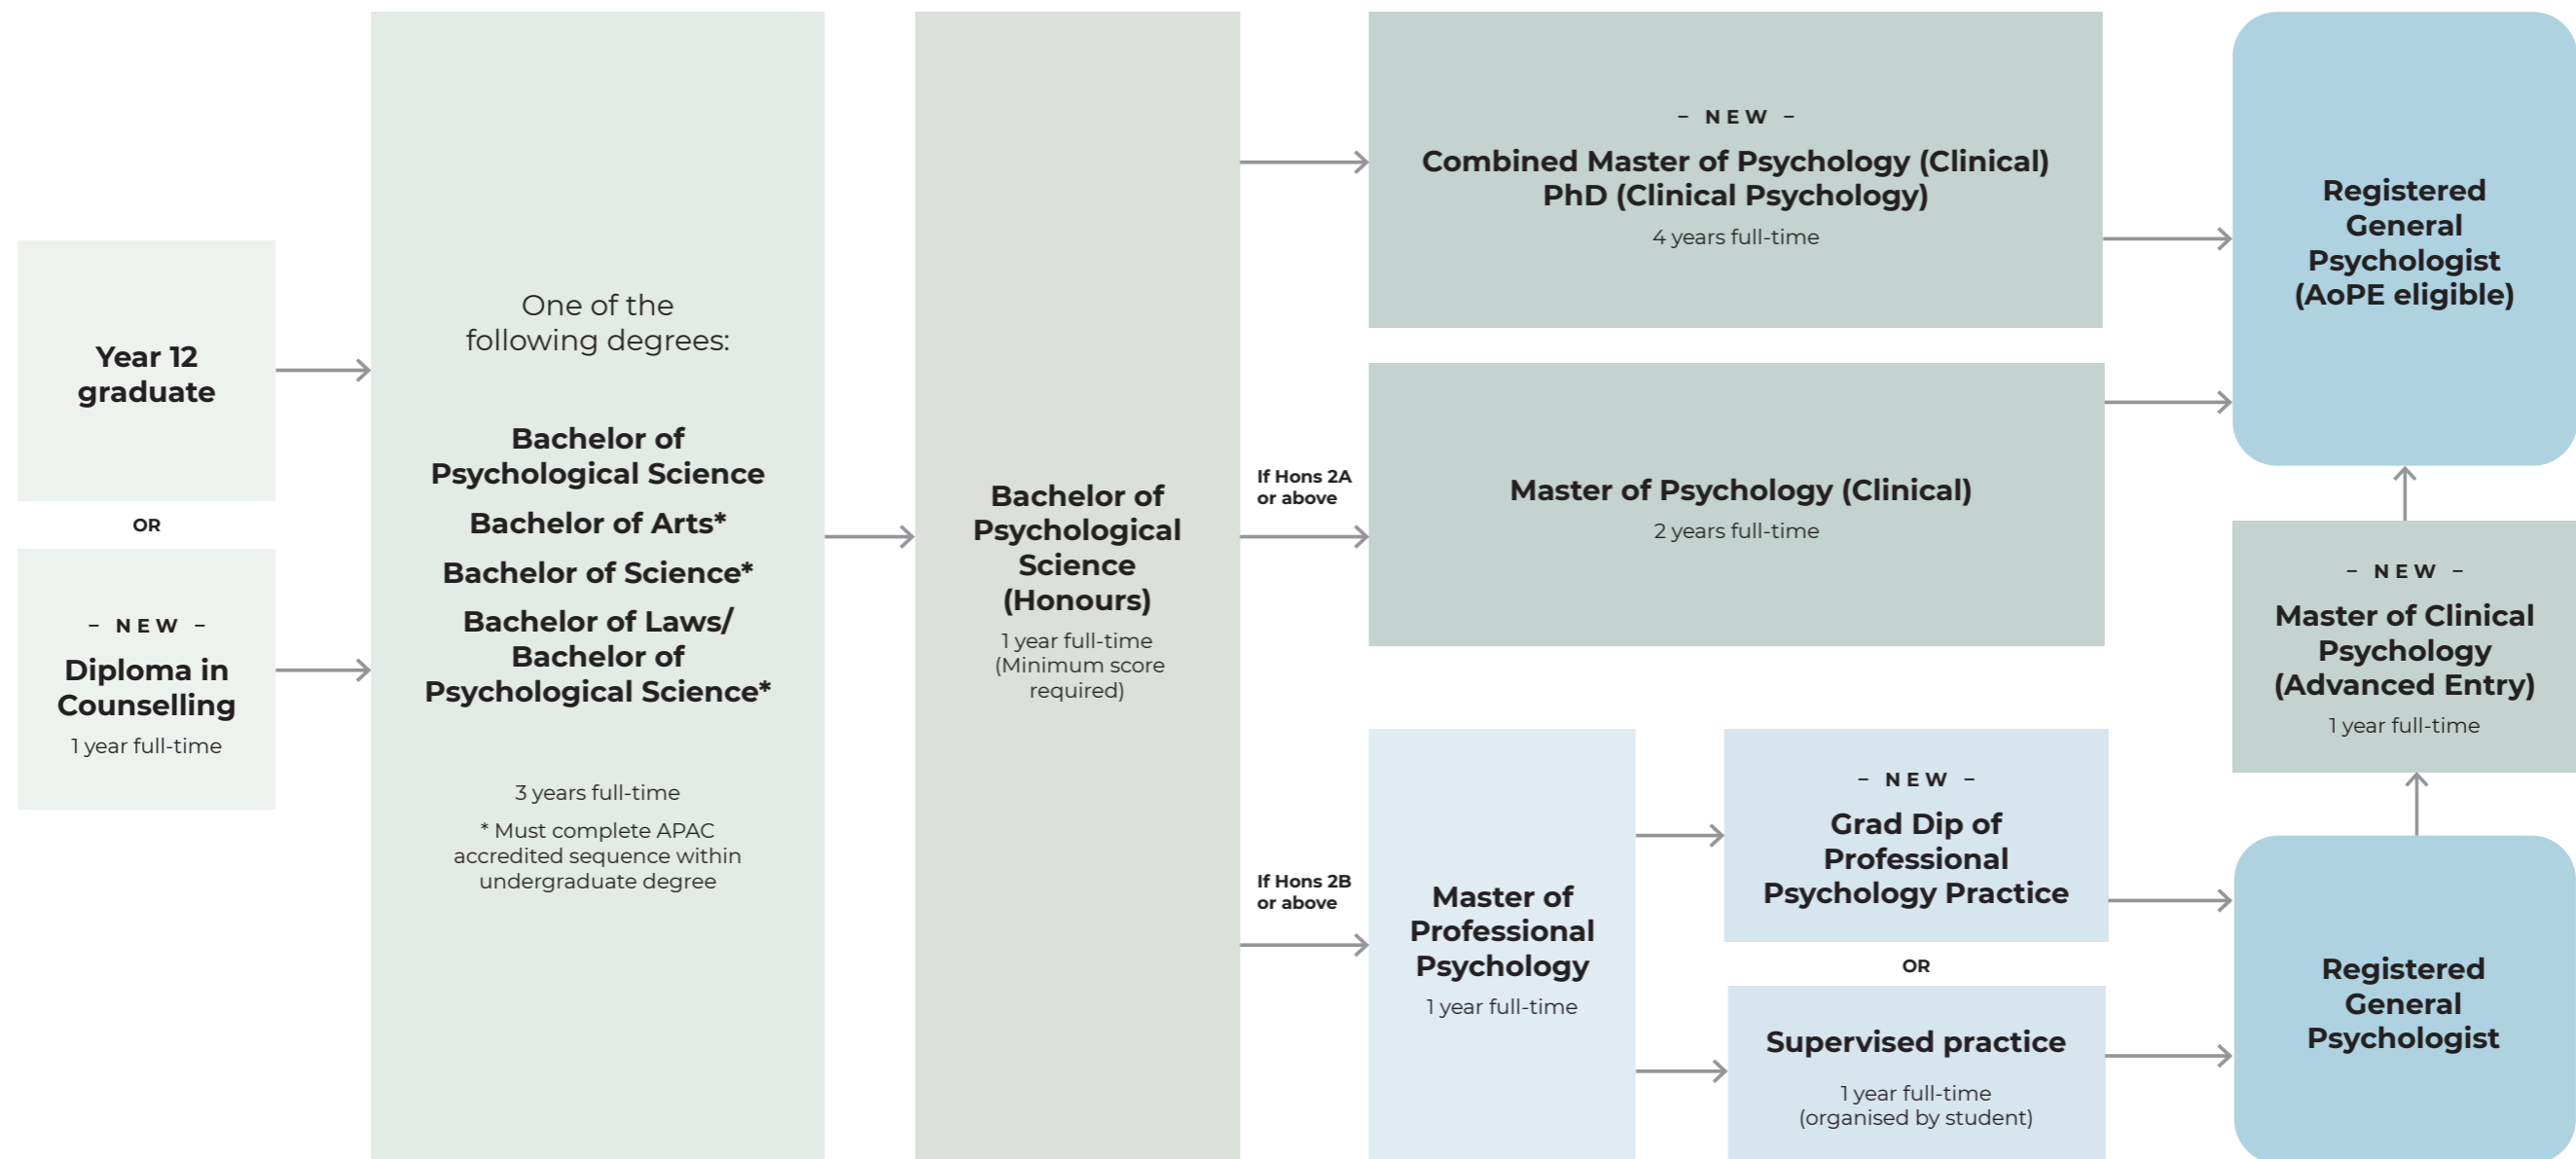 Year 12
graduate
OR
– NEW –
Diploma in
Counselling
1 year full-time
One of the
following degrees:
Bachelor of
Psychological Science
Bachelor of Arts*
Bachelor of Science*
Bachelor of Laws/
Bachelor of
Psychological Science*
3 years full-time
* Must complete APAC
accredited sequence within
undergraduate degree
Bachelor of
Psychological
Science
(Honours)
1 year full-time
(Minimum score
required)
If Hons 2A
or above
If Hons 2B
or above
– NEW –
Combined Master of Psychology (Clinical)
PhD (Clinical Psychology)
4 years full-time
Master of Psychology (Clinical)
2 years full-time
Master of
Professional
Psychology
1 year full-time
– NEW –
Grad Dip of
Professional
Psychology Practice
OR
Supervised practice
1 year full-time
(organised by student)
Registered
General
Psychologist
(AoPE eligible)
– NEW –
Master of Clinical
Psychology
(Advanced Entry)
1 year full-time
Registered
General
Psychologist